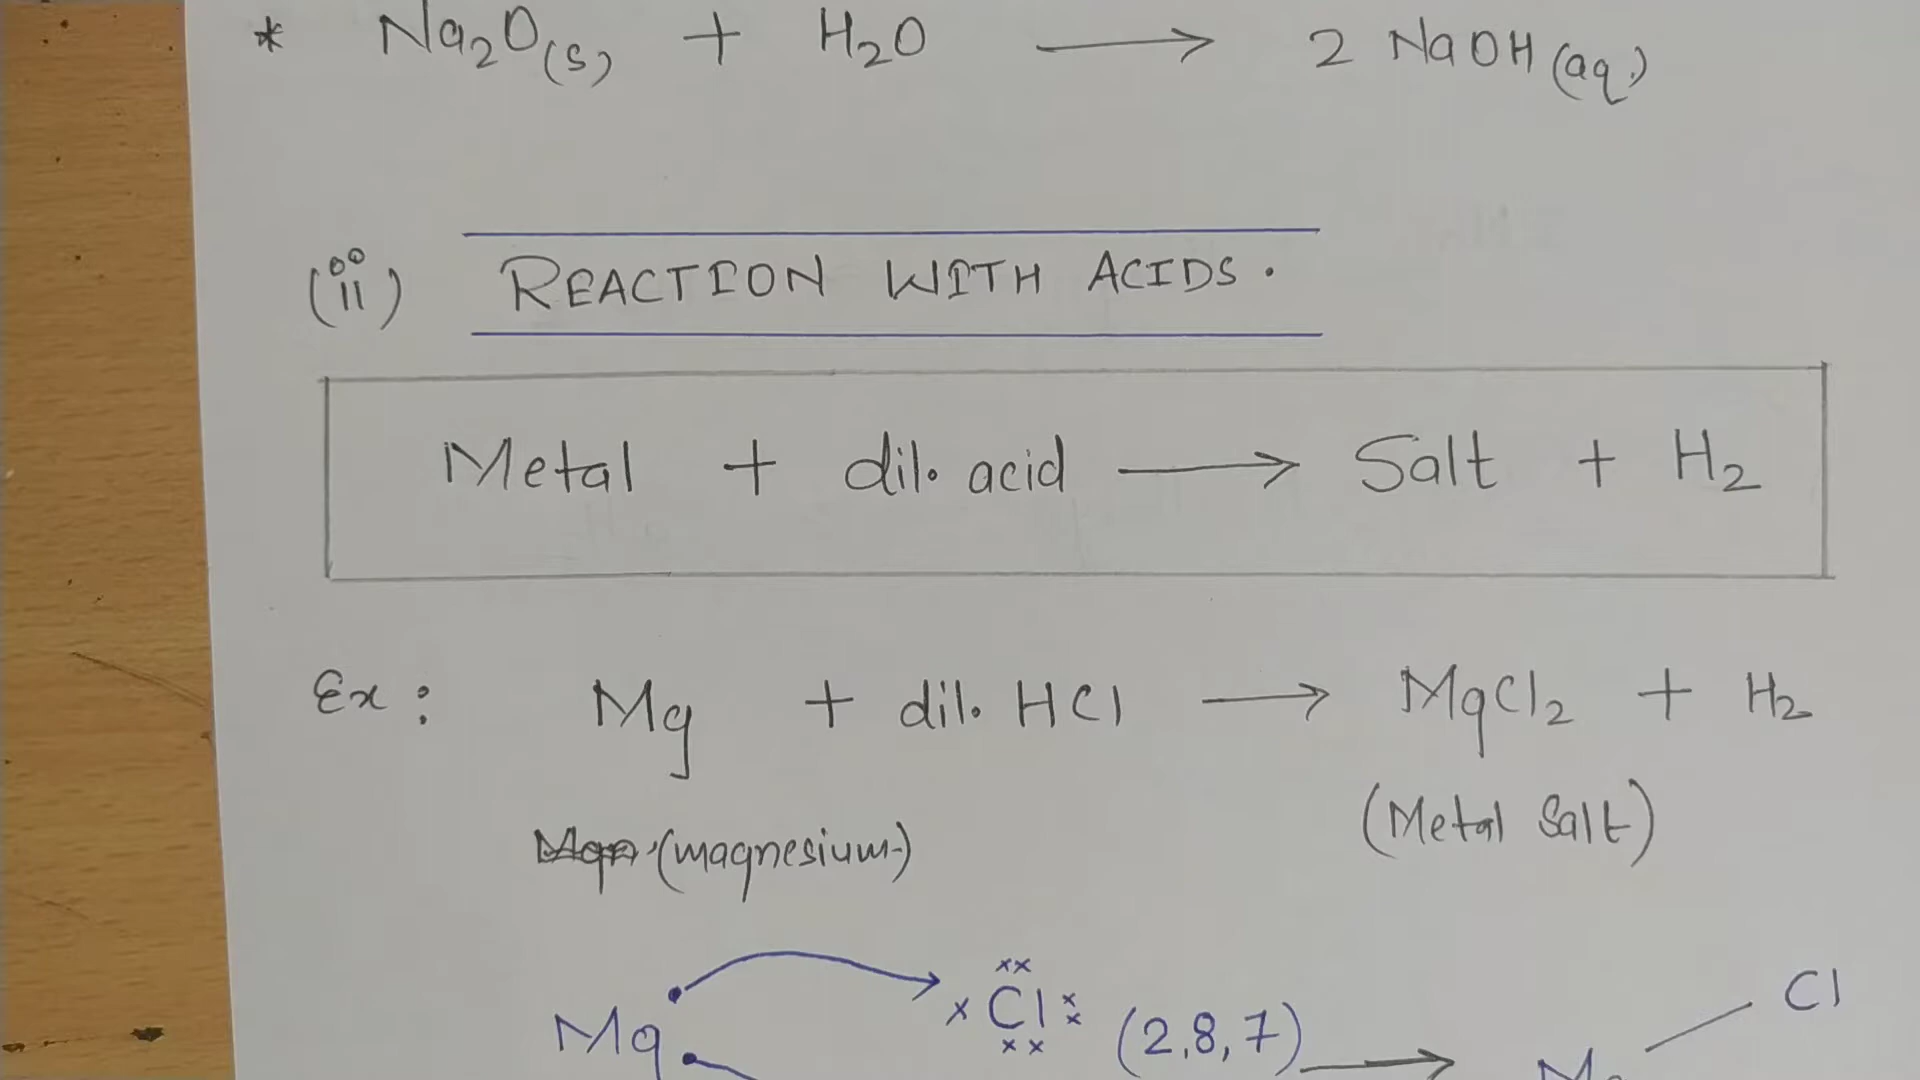 * Na₂O(s) + H₂O ⟶ 2 NaOH(aq.)
(ii) REACTION WITH ACIDS.
Metal + dil. acid ⟶ Salt + H₂
Ex : Mg + dil. HCl ⟶ MgCl₂ + H₂
(magnesium) (Metal Salt)
Cl
Mg Cl (2,8,7) ⟶ Mg